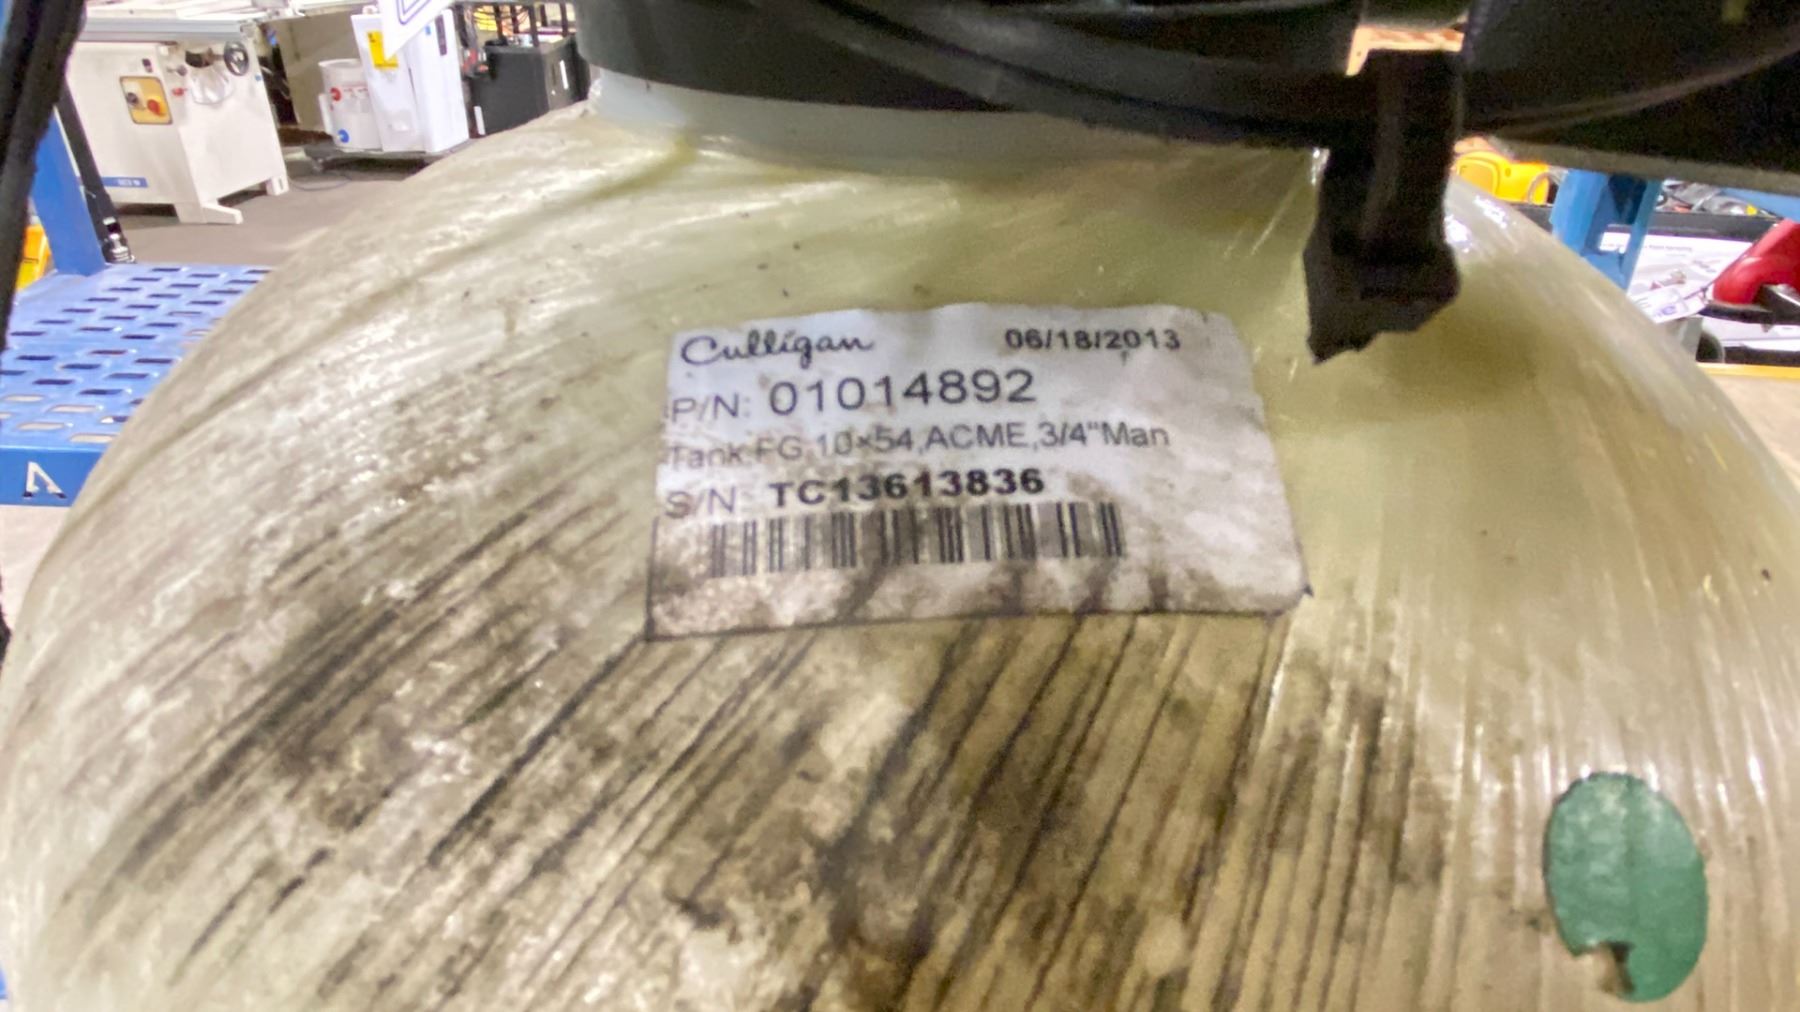 Culligan 06/18/2013
P/N: 01014892
Tank FG 10x54,ACME,3/4"Man
S/N: TC13613836